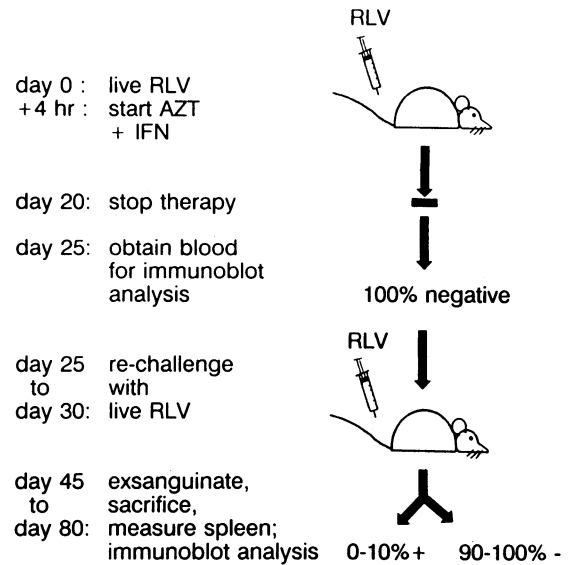 RLV
day 0 : live RLV
+4 hr : start AZT
+ IFN
day 20: stop therapy
day 25: obtain blood
for immunoblot
analysis
100% negative
RLV
day 25 re-challenge
to with
day 30: live RLV
day 45 exsanguinate,
to sacrifice,
day 80: measure spleen;
immunoblot analysis 0-10%+ 90-100% -